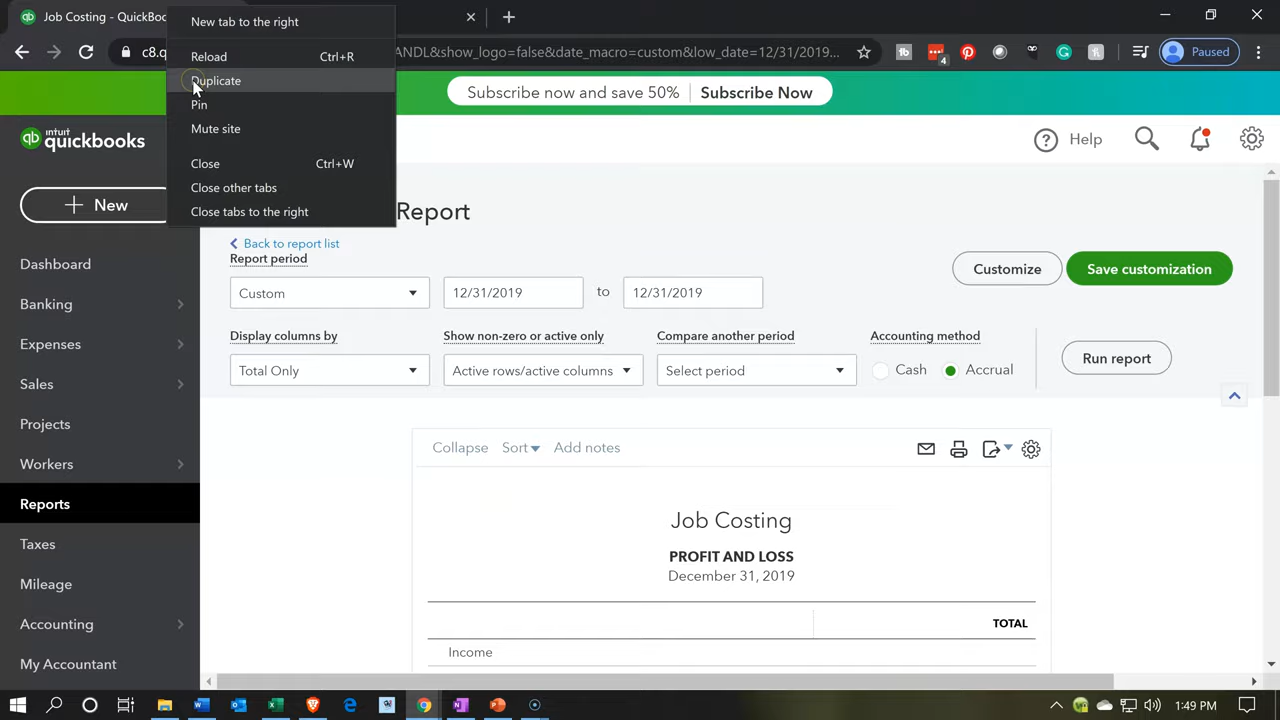 Job Costing - QuickBoo
New tab to the right
Reload Ctrl+R
Duplicate
Pin
Mute site
Close Ctrl+W
Close other tabs
Close tabs to the right
c8.q
ANDL&show_logo=false&date_macro=custom&low_date=12/31/2019...
4
Paused
Subscribe now and save 50% Subscribe Now
intuit
quickbooks
Help
New
Report
Back to report list
Report period
Custom 12/31/2019 to 12/31/2019
Customize Save customization
Display columns by Show non-zero or active only Compare another period Accounting method
Total Only Active rows/active columns Select period Cash Accrual Run report
Dashboard
Banking
Expenses
Sales
Projects
Workers
Reports
Taxes
Mileage
Accounting
My Accountant
Collapse Sort Add notes
Job Costing
PROFIT AND LOSS
December 31, 2019
TOTAL
Income
1:49 PM